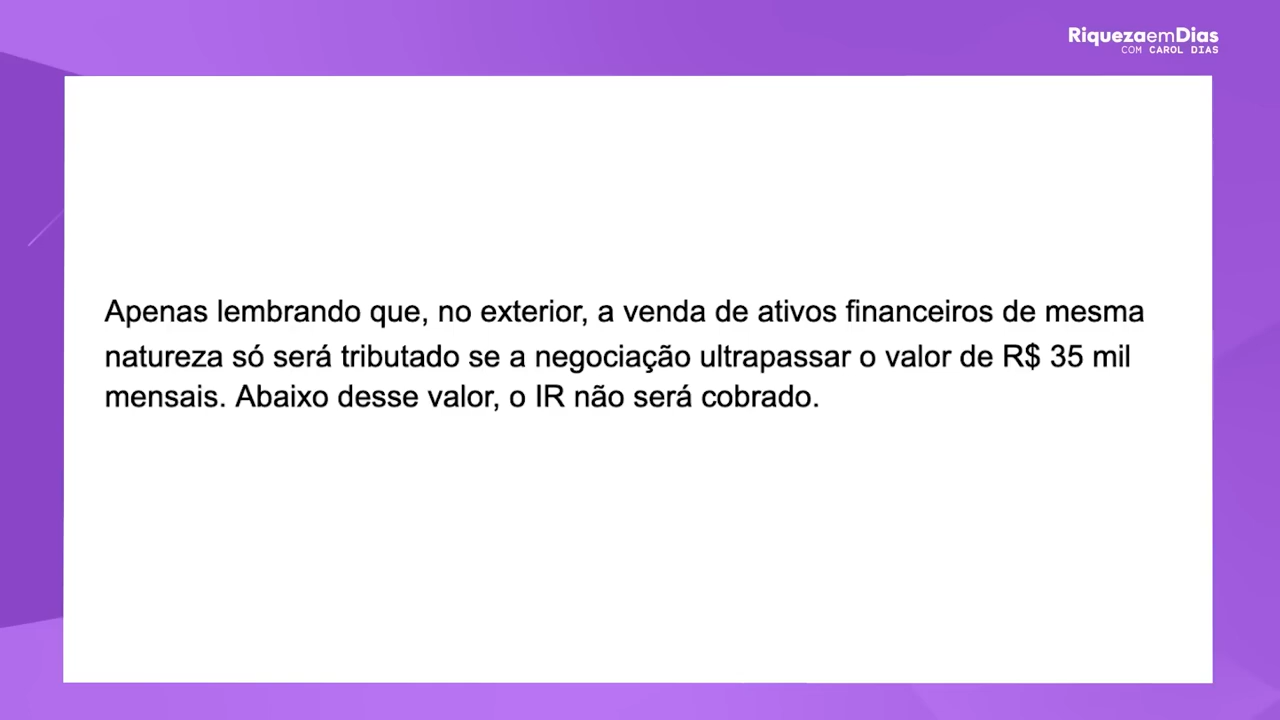 RiquezaemDias
COM CAROL DIAS
Apenas lembrando que, no exterior, a venda de ativos financeiros de mesma
natureza só será tributado se a negociação ultrapassar o valor de R$ 35 mil
mensais. Abaixo desse valor, o IR não será cobrado.